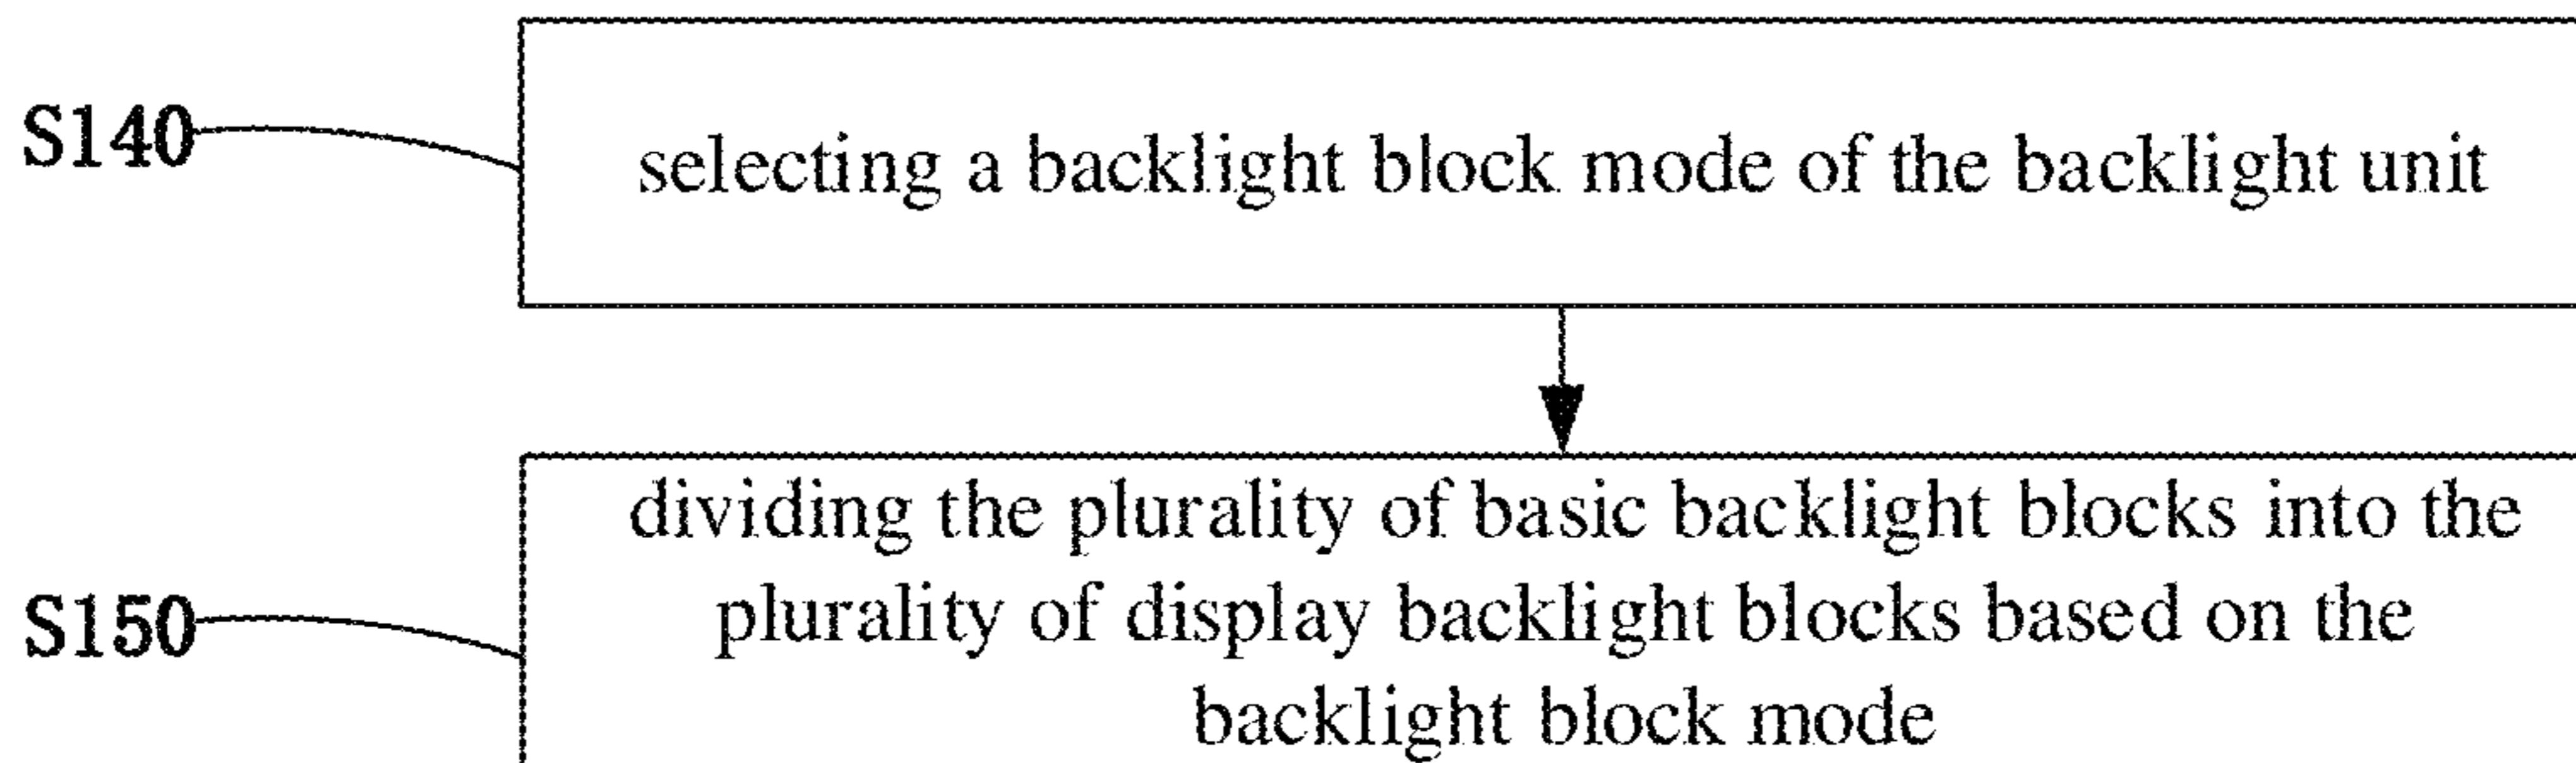 S140
selecting a backlight block mode of the backlight unit
S150
dividing the plurality of basic backlight blocks into the
plurality of display backlight blocks based on the
backlight block mode